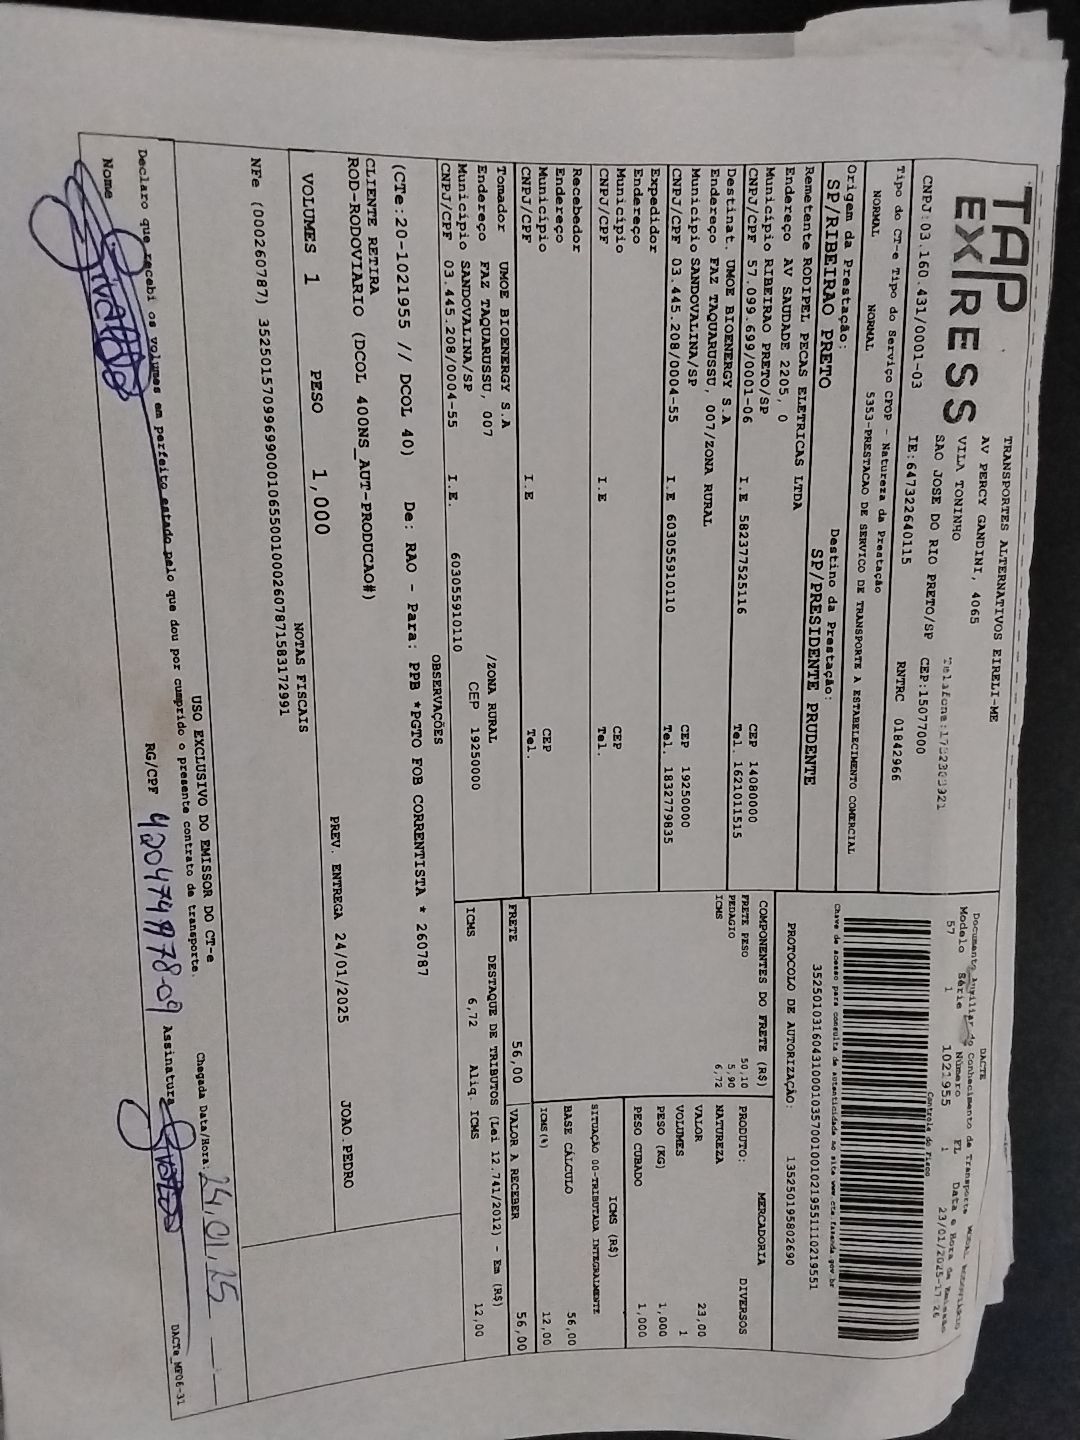 TAP
EXPRESS
TRANSPORTES ALTERNATIVOS EIRELI-ME
AV PERCY GANDINI, 4065
VILA TONINHO
SAO JOSE DO RIO PRETO/SP CEP:15077000
CNPJ:03.160.431/0001-03 IE:647322640115 RNTRC 01842966
DACTE
Documento Auxiliar do Conhecimento de Transporte
Modelo Série Número FL Data e Hora de Emissão
57 1 1021955 1 23/01/2025-17:26
Controle do Fisco
Chave de acesso para consulta de autenticidade no site www.cte.fazenda.gov.br
PROTOCOLO DE AUTORIZAÇÃO: 135250195802690
Tipo do CT-e Tipo do Serviço CFOP - Natureza da Prestação
NORMAL NORMAL 5353-PRESTACAO DE SERVICO DE TRANSPORTE A ESTABELECIMENTO COMERCIAL
Origem da Prestação: Destino da Prestação:
SP/RIBEIRAO PRETO SP/PRESIDENTE PRUDENTE
Remetente RODIPEL PECAS ELETRICAS LTDA
Endereço AV SAUDADE 2205, 0
Município RIBEIRAO PRETO/SP CEP 14080000
CNPJ/CPF 57.099.699/0001-06 I.E 582377525116 Tel. 1621011515
Destinat. UMOE BIOENERGY S.A
Endereço FAZ TAQUARUSSU, 007/ZONA RURAL
Município SANDOVALINA/SP CEP 19250000
CNPJ/CPF 03.445.208/0004-55 I.E 603055910110 Tel. 1832779835
Expedidor
Endereço
Município CEP
CNPJ/CPF I.E Tel.
Recebedor
Endereço
Município CEP
CNPJ/CPF I.E Tel.
Tomador UMOE BIOENERGY S.A
Endereço FAZ TAQUARUSSU, 007 /ZONA RURAL
Município SANDOVALINA/SP CEP 19250000
CNPJ/CPF 03.445.208/0004-55 I.E. 603055910110
COMPONENTES DO FRETE (R$)
FRETE PESO 50,10
PEDAGIO 5,90
ICMS 6,72
PRODUTO: MERCADORIA
NATUREZA DIVERSOS
VALOR 23,00
VOLUMES 1
PESO (KG) 1,000
PESO CUBADO 1,000
ICMS (R$)
SITUAÇÃO 00-TRIBUTADA INTEGRALMENTE
BASE CÁLCULO 56,00
ICMS(%) 12,00
FRETE 56,00 VALOR A RECEBER 56,00
DESTAQUE DE TRIBUTOS (Lei 12.741/2012) - Em (R$)
ICMS 6,72 Aliq. ICMS 12,00
OBSERVAÇÕES
(CTe:20-1021955 // DCOL 40) De: RAO - Para: PPB *PGTO FOB CORRENTISTA * 260787
CLIENTE RETIRA
ROD-RODOVIARIO (DCOL 400NS_AUT-PRODUCAO#)
PREV. ENTREGA 24/01/2025 JOAO.PEDRO
VOLUMES 1 PESO 1,000
NOTAS FISCAIS
NFe (000260787) 35250157099699000106550010002607871583172991
USO EXCLUSIVO DO EMISSOR DO CT-e
Declaro que recebi os volumes em perfeito estado pelo que dou por cumprido o presente contrato de transporte.
Chegada Data/Hora: 24.01.25
Nome RG/CPF Assinatura
DACTe_MF06-31